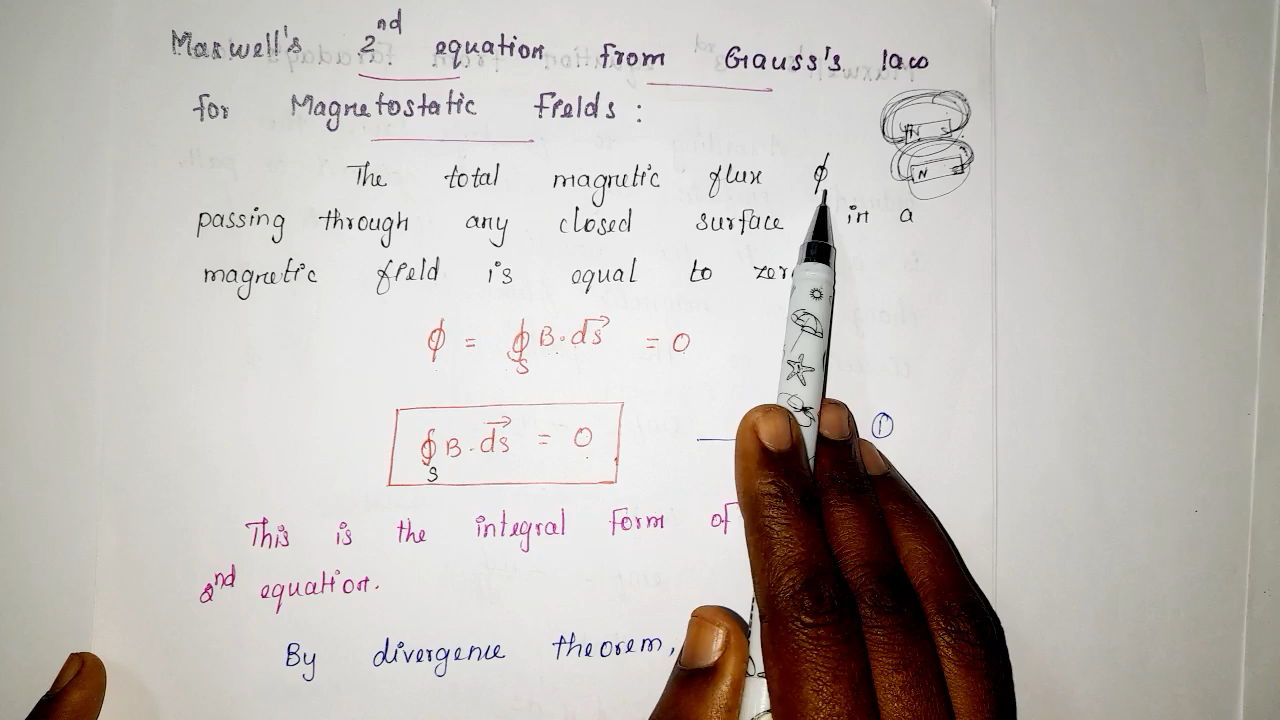 Maxwell's 2nd equation from Gauss's law
for Magnetostatic Fields :
N S
N S
The total magnetic flux ϕ
passing through any closed surface in a
magnetic field is equal to zero
ϕ = ∮S B · ds⃗ = 0
∮S B · ds⃗ = 0 — ①
This is the integral form of
2nd equation.
By divergence theorem,